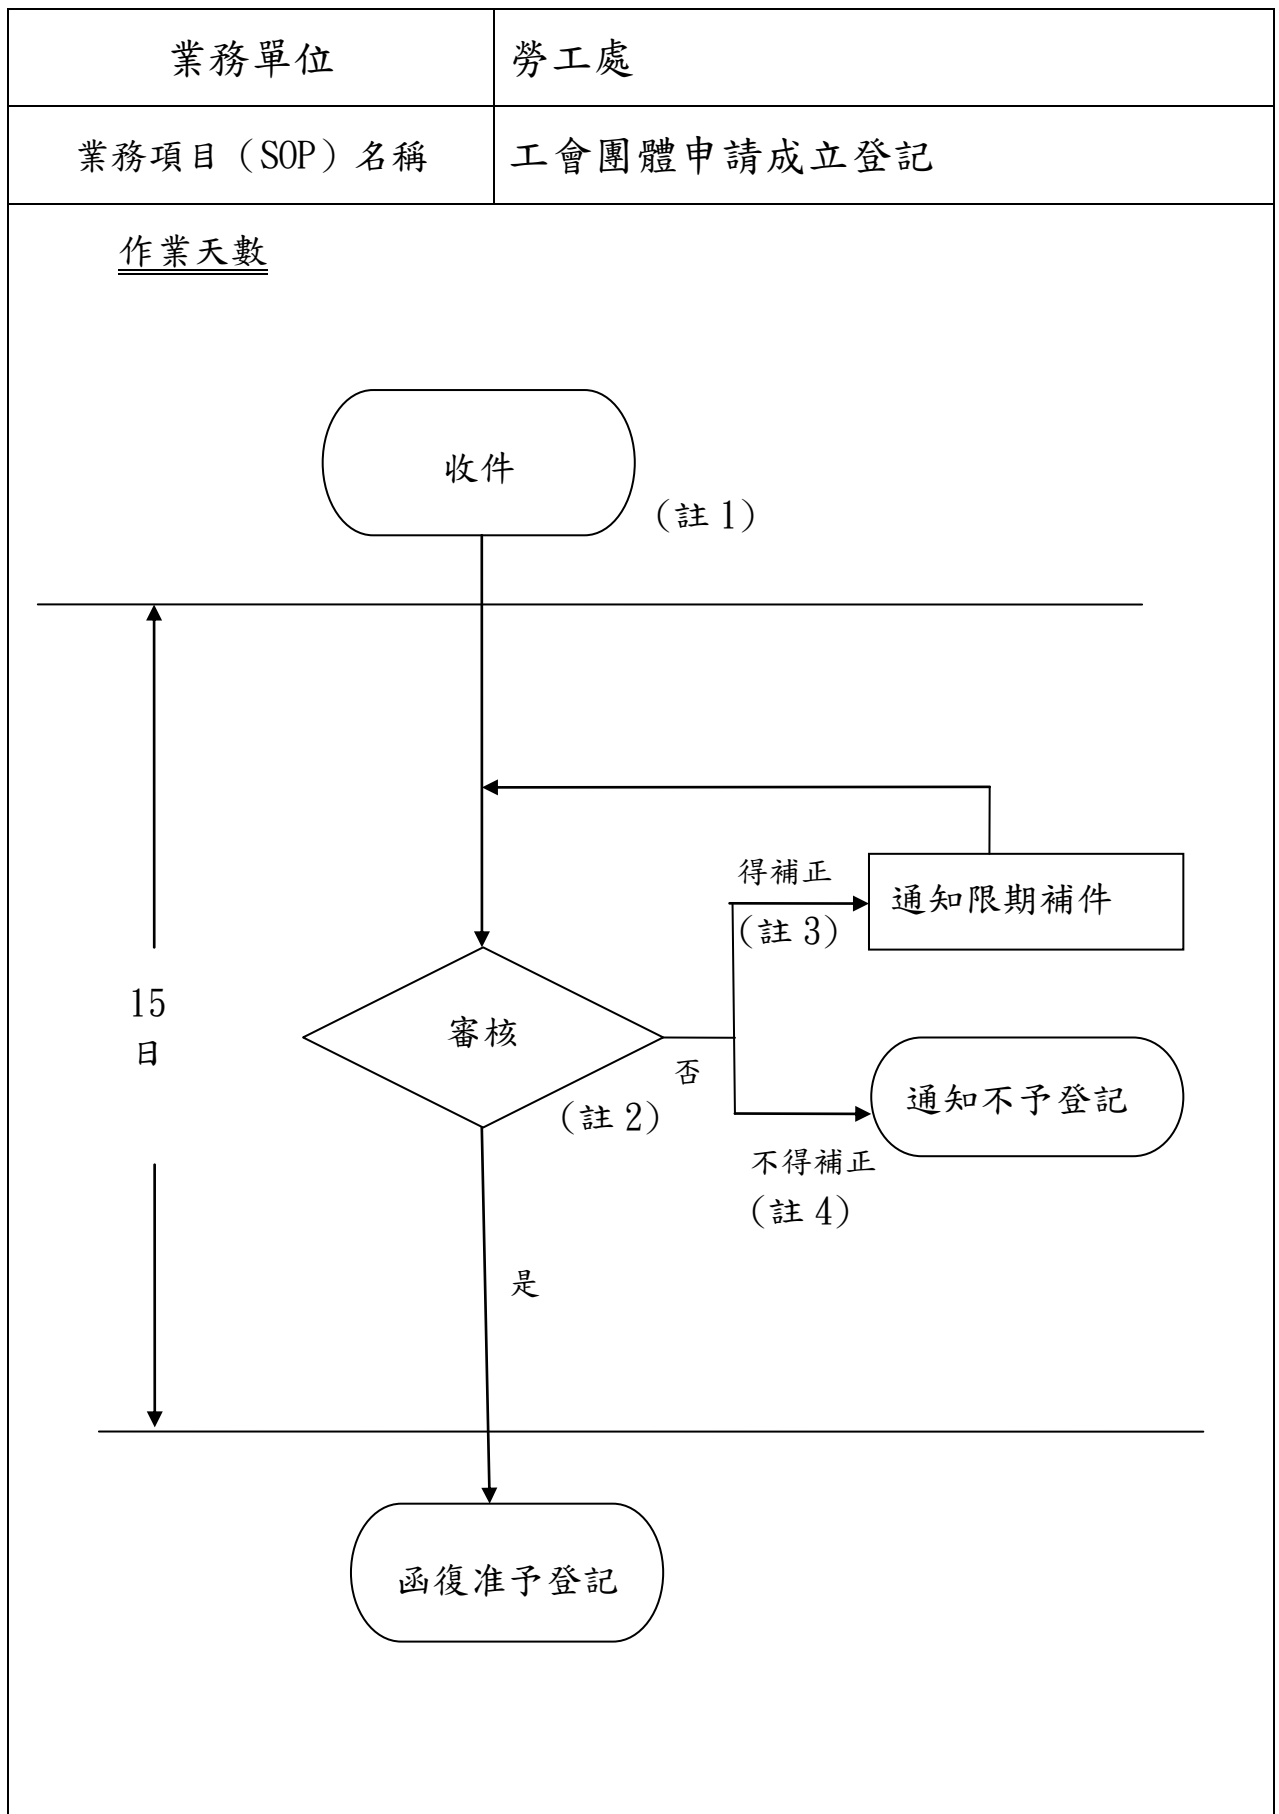 業務單位
勞工處
業務項目（SOP）名稱
工會團體申請成立登記
作業天數
收件
(註 1)
得補正
(註 3)
通知限期補件
15
日
審核
否
(註 2)
通知不予登記
不得補正
(註 4)
是
函復准予登記